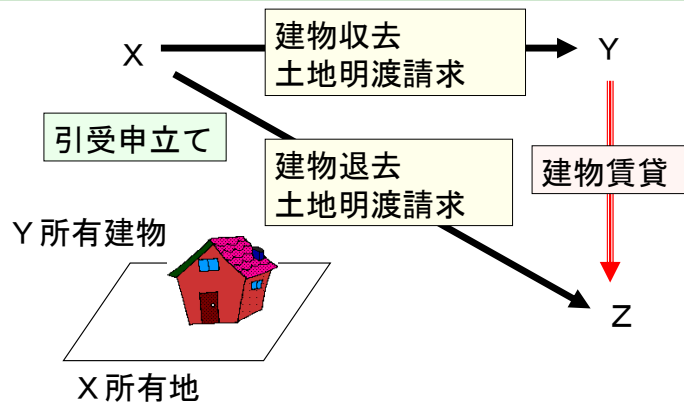 X
建物収去
土地明渡請求
Y
引受申立て
建物退去
土地明渡請求
建物賃貸
Y所有建物
Z
X所有地